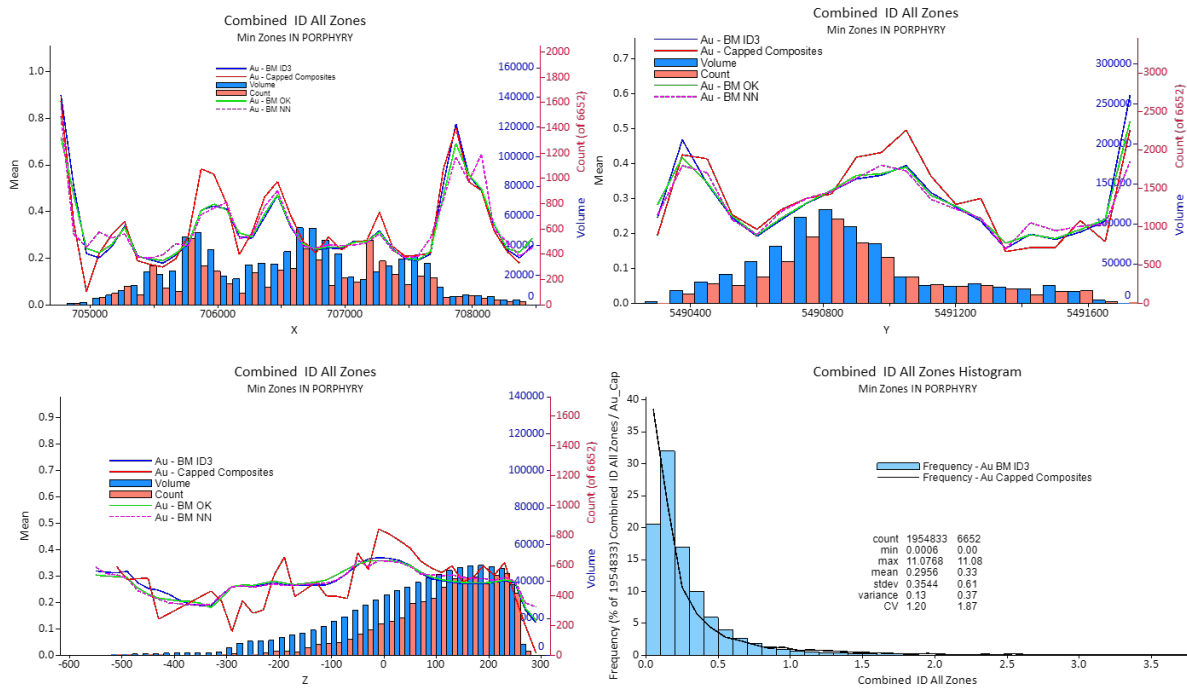 Combined ID All Zones
Min Zones IN PORPHYRY
Au - BM ID3
Au - Capped Composites
Volume
Count
Au - BM OK
Au - BM NN
Mean
1.0
0.8
0.6
0.4
0.2
0.0
705000
706000
707000
708000
X
160000
140000
120000
100000
80000
60000
40000
20000
0
Volume
2000
1800
1600
1400
1200
1000
800
600
400
200
0
Count (of 6652)
Combined ID All Zones
Min Zones IN PORPHYRY
Au - BM ID3
Au - Capped Composites
Volume
Count
Au - BM OK
Au - BM NN
Mean
0.7
0.6
0.5
0.4
0.3
0.2
0.1
0.0
5490400
5490800
5491200
5491600
Y
300000
250000
200000
150000
100000
50000
0
Volume
3000
2500
2000
1500
1000
500
0
Count (of 6652)
Combined ID All Zones
Min Zones IN PORPHYRY
Au - BM ID3
Au - Capped Composites
Volume
Count
Au - BM OK
Au - BM NN
Mean
0.9
0.8
0.7
0.6
0.5
0.4
0.3
0.2
0.1
0.0
-600
-500
-400
-300
-200
-100
0
100
200
300
Z
140000
120000
100000
80000
60000
40000
20000
0
Volume
1600
1400
1200
1000
800
600
400
200
0
Count (of 6652)
Combined ID All Zones Histogram
Min Zones IN PORPHYRY
Frequency (% of 1954833) Combined ID All Zones / Au_Cap
40
35
30
25
20
15
10
5
0
Frequency - Au BM ID3
Frequency - Au Capped Composites
count 1954833 6652
min 0.0006 0.00
max 11.0768 11.08
mean 0.2956 0.33
stdev 0.3544 0.61
variance 0.13 0.37
CV 1.20 1.87
0.0
0.5
1.0
1.5
2.0
2.5
3.0
3.5
Combined ID All Zones